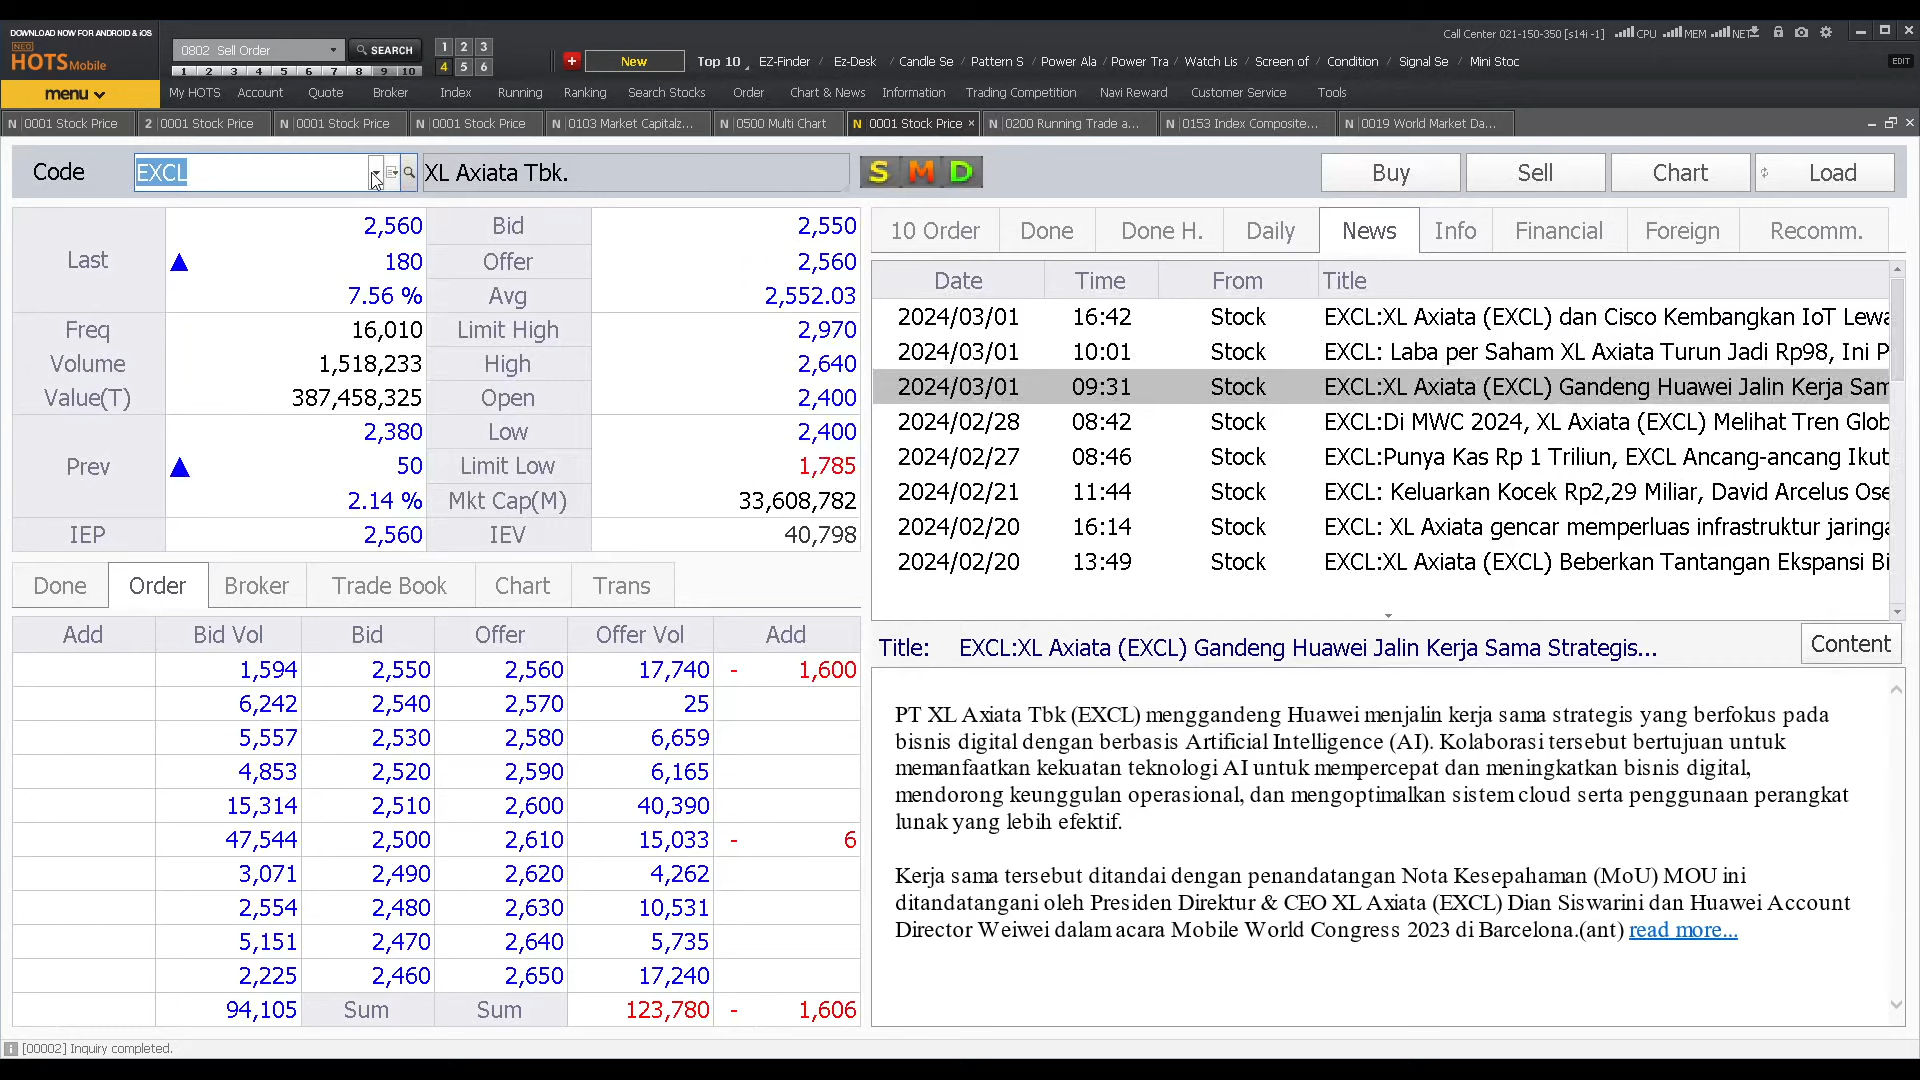 DOWNLOAD NOW FOR ANDROID & iOS
NEO
HOTS Mobile
0802 Sell Order
SEARCH
1 2 3 4 5 6 7 8 9 10
1 2 3
4 5 6
New
Top 10
EZ-Finder / Ez-Desk / Candle Se / Pattern S / Power Ala / Power Tra / Watch Lis / Screen of / Condition / Signal Se / Mini Stoc
Call Center 021-150-350 [s14i -1]
CPU MEM NET
EDIT
menu
My HOTS Account Quote Broker Index Running Ranking Search Stocks Order Chart & News Information Trading Competition Navi Reward Customer Service Tools
N 0001 Stock Price 2 0001 Stock Price N 0001 Stock Price N 0001 Stock Price N 0103 Market Capitalz... N 0500 Multi Chart N 0001 Stock Price × N 0200 Running Trade a... N 0153 Index Composite... N 0019 World Market Da...
Code EXCL XL Axiata Tbk. S M D Buy Sell Chart Load
Last 2,560 Bid 2,550
▲ 180 Offer 2,560
7.56 % Avg 2,552.03
Freq 16,010 Limit High 2,970
Volume 1,518,233 High 2,640
Value(T) 387,458,325 Open 2,400
Prev 2,380 Low 2,400
▲ 50 Limit Low 1,785
2.14 % Mkt Cap(M) 33,608,782
IEP 2,560 IEV 40,798
Done Order Broker Trade Book Chart Trans
Add Bid Vol Bid Offer Offer Vol Add
1,594 2,550 2,560 17,740 - 1,600
6,242 2,540 2,570 25
5,557 2,530 2,580 6,659
4,853 2,520 2,590 6,165
15,314 2,510 2,600 40,390
47,544 2,500 2,610 15,033 - 6
3,071 2,490 2,620 4,262
2,554 2,480 2,630 10,531
5,151 2,470 2,640 5,735
2,225 2,460 2,650 17,240
94,105 Sum Sum 123,780 - 1,606
10 Order Done Done H. Daily News Info Financial Foreign Recomm.
Date Time From Title
2024/03/01 16:42 Stock EXCL:XL Axiata (EXCL) dan Cisco Kembangkan IoT Lewa
2024/03/01 10:01 Stock EXCL: Laba per Saham XL Axiata Turun Jadi Rp98, Ini P
2024/03/01 09:31 Stock EXCL:XL Axiata (EXCL) Gandeng Huawei Jalin Kerja Sam
2024/02/28 08:42 Stock EXCL:Di MWC 2024, XL Axiata (EXCL) Melihat Tren Glob
2024/02/27 08:46 Stock EXCL:Punya Kas Rp 1 Triliun, EXCL Ancang-ancang Ikut
2024/02/21 11:44 Stock EXCL: Keluarkan Kocek Rp2,29 Miliar, David Arcelus Ose
2024/02/20 16:14 Stock EXCL: XL Axiata gencar memperluas infrastruktur jaringa
2024/02/20 13:49 Stock EXCL:XL Axiata (EXCL) Beberkan Tantangan Ekspansi Bi
Title: EXCL:XL Axiata (EXCL) Gandeng Huawei Jalin Kerja Sama Strategis... Content
PT XL Axiata Tbk (EXCL) menggandeng Huawei menjalin kerja sama strategis yang berfokus pada
bisnis digital dengan berbasis Artificial Intelligence (AI). Kolaborasi tersebut bertujuan untuk
memanfaatkan kekuatan teknologi AI untuk mempercepat dan meningkatkan bisnis digital,
mendorong keunggulan operasional, dan mengoptimalkan sistem cloud serta penggunaan perangkat
lunak yang lebih efektif.
Kerja sama tersebut ditandai dengan penandatangan Nota Kesepahaman (MoU) MOU ini
ditandatangani oleh Presiden Direktur & CEO XL Axiata (EXCL) Dian Siswarini dan Huawei Account
Director Weiwei dalam acara Mobile World Congress 2023 di Barcelona.(ant) read more...
[00002] Inquiry completed.